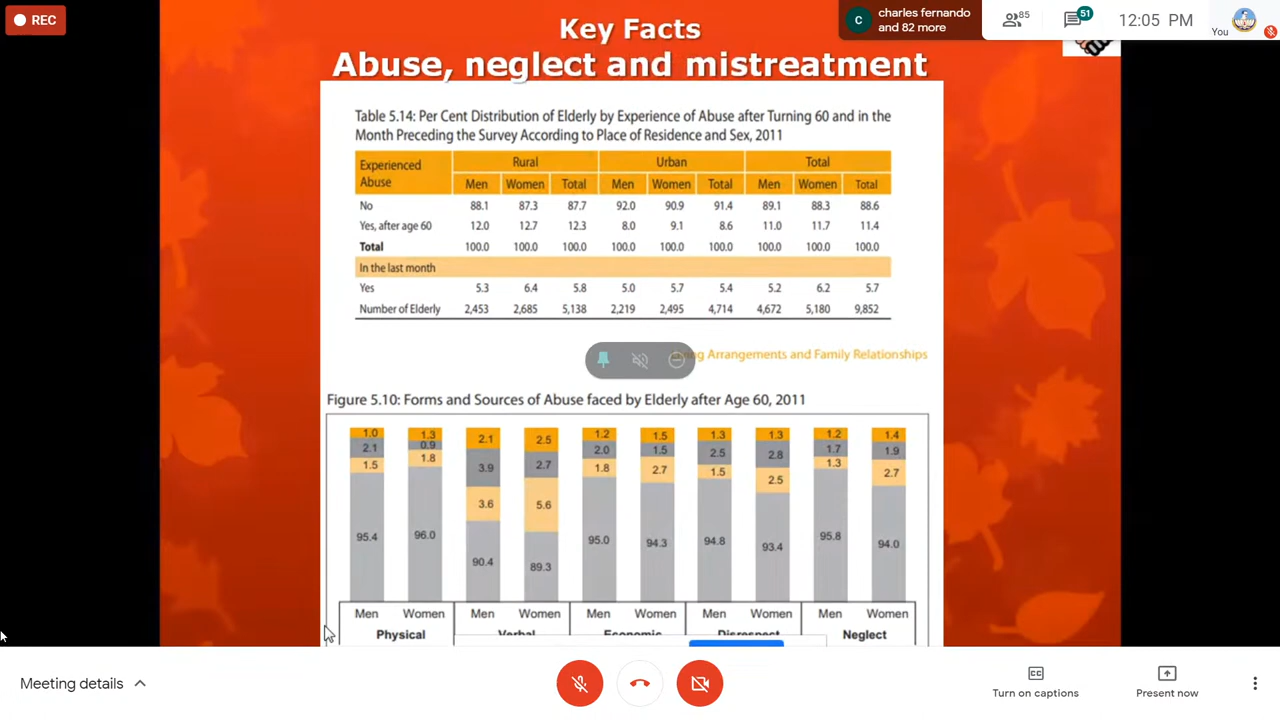 REC
Key Facts
Abuse, neglect and mistreatment
C
charles fernando
and 82 more
85
51
12:05 PM
You
Table 5.14: Per Cent Distribution of Elderly by Experience of Abuse after Turning 60 and in the
Month Preceding the Survey According to Place of Residence and Sex, 2011
Experienced Abuse Rural Urban Total
Men Women Total Men Women Total Men Women Total
No 88.1 87.3 87.7 92.0 90.9 91.4 89.1 88.3 88.6
Yes, after age 60 12.0 12.7 12.3 8.0 9.1 8.6 11.0 11.7 11.4
Total 100.0 100.0 100.0 100.0 100.0 100.0 100.0 100.0 100.0
In the last month
Yes 5.3 6.4 5.8 5.0 5.7 5.4 5.2 6.2 5.7
Number of Elderly 2,453 2,685 5,138 2,219 2,495 4,714 4,672 5,180 9,852
Arrangements and Family Relationships
Figure 5.10: Forms and Sources of Abuse faced by Elderly after Age 60, 2011
1.0 1.3 2.1 2.5 1.2 1.5 1.3 1.3 1.2 1.4
2.1 0.9 3.9 2.7 2.0 1.5 2.5 2.8 1.7 1.9
1.5 1.8 3.6 5.6 1.8 2.7 1.5 2.5 1.3 2.7
95.4 96.0 90.4 89.3 95.0 94.3 94.8 93.4 95.8 94.0
Men Women Men Women Men Women Men Women Men Women
Physical Verbal Economic Disrespect Neglect
Meeting details
CC
Turn on captions
Present now